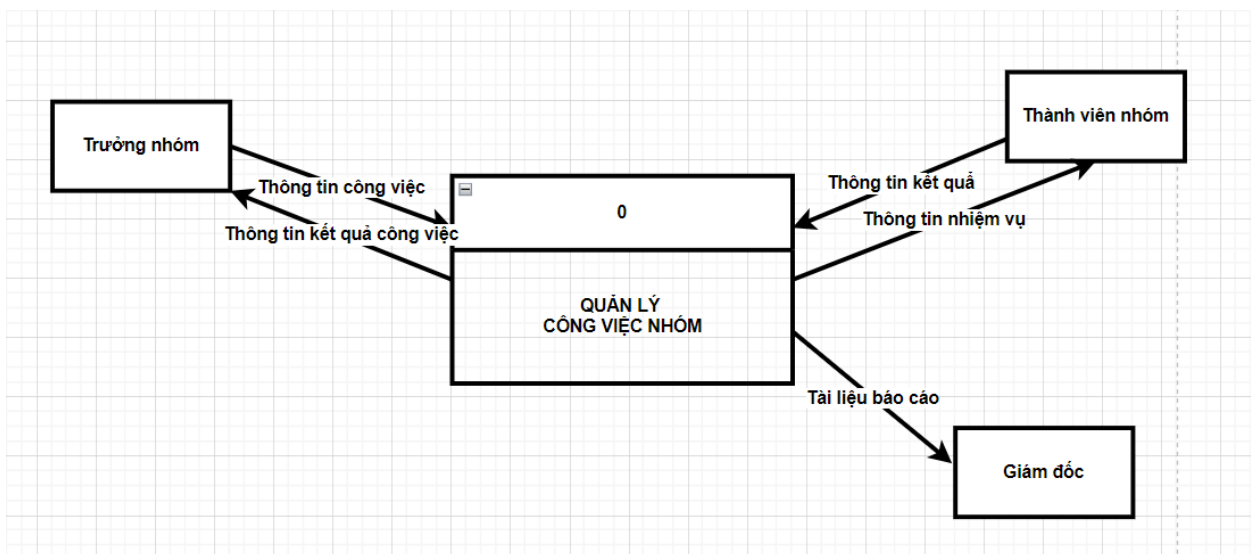 Trưởng nhóm
Thành viên nhóm
Thông tin công việc
Thông tin kết quả công việc
0
QUẢN LÝ
CÔNG VIỆC NHÓM
Thông tin kết quả
Thông tin nhiệm vụ
Tài liệu báo cáo
Giám đốc